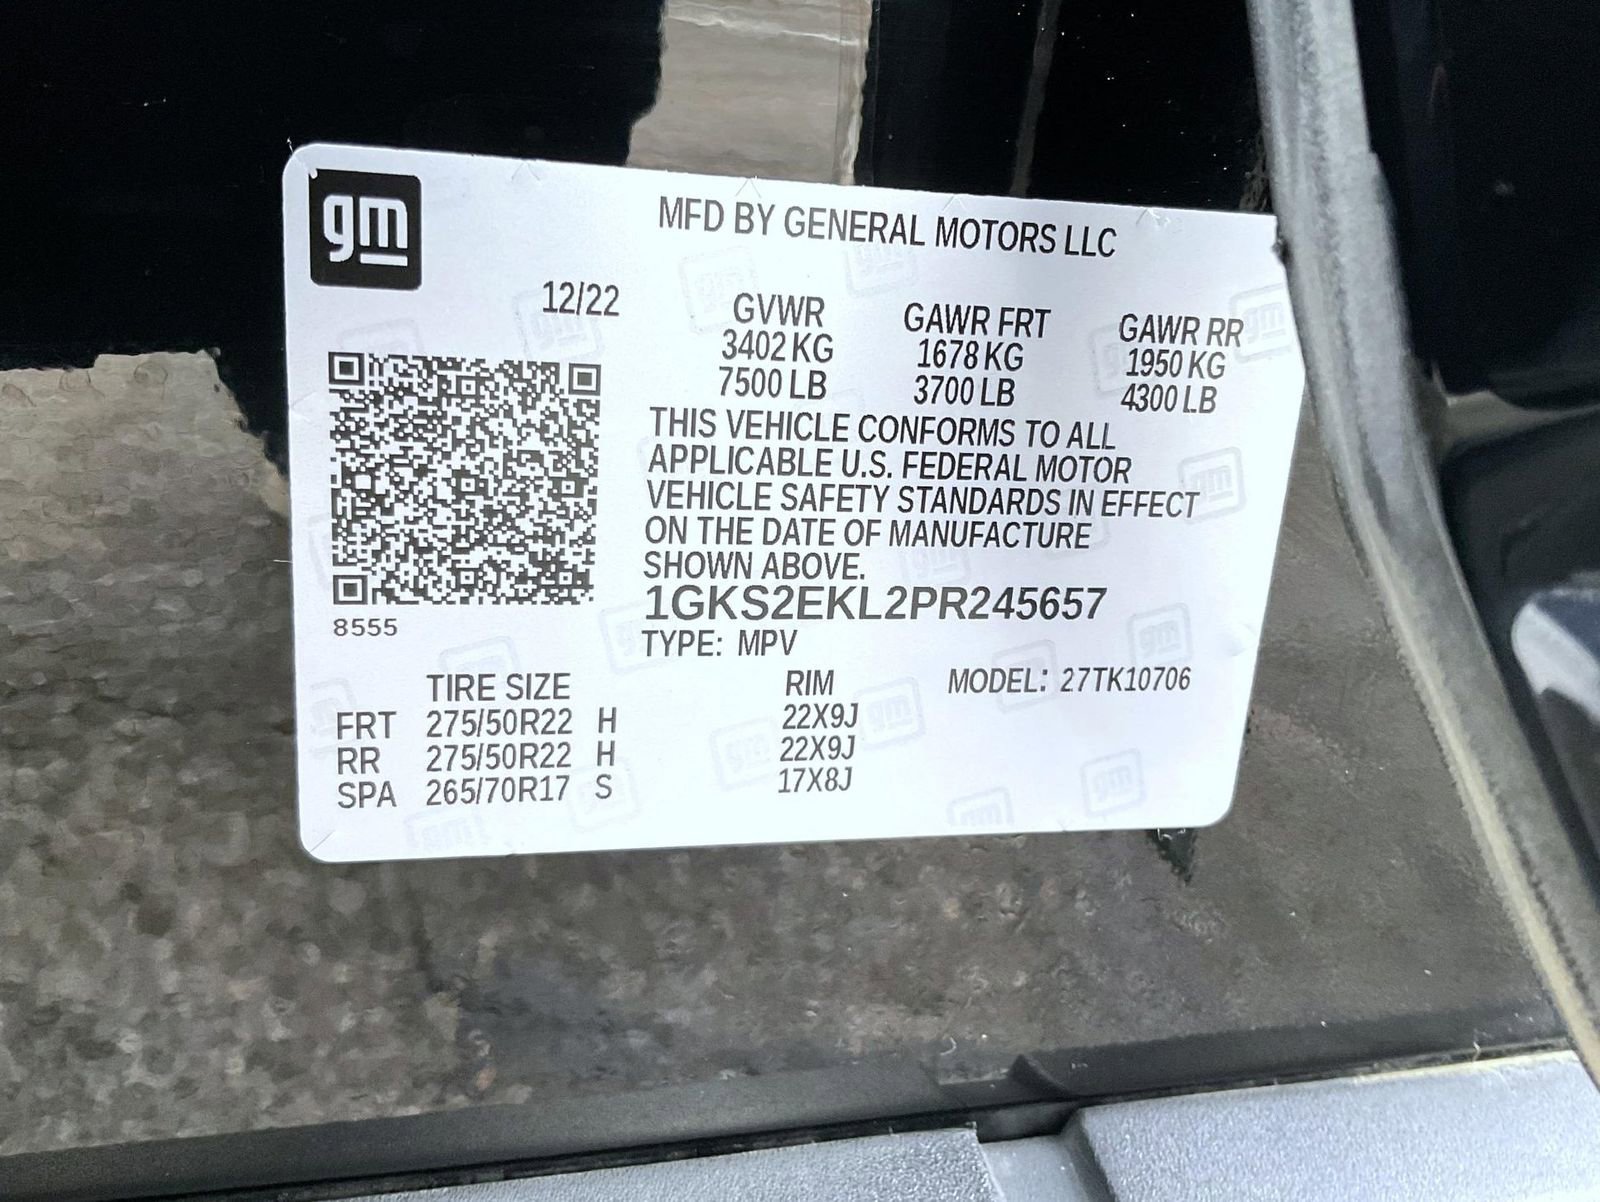 gm
MFD BY GENERAL MOTORS LLC
12/22
GVWR GAWR FRT GAWR RR
3402 KG 1678 KG 1950 KG
7500 LB 3700 LB 4300 LB
THIS VEHICLE CONFORMS TO ALL
APPLICABLE U.S. FEDERAL MOTOR
VEHICLE SAFETY STANDARDS IN EFFECT
ON THE DATE OF MANUFACTURE
SHOWN ABOVE.
1GKS2EKL2PR245657
8555
TYPE: MPV
TIRE SIZE RIM MODEL: 27TK10706
FRT 275/50R22 H 22X9J
RR 275/50R22 H 22X9J
SPA 265/70R17 S 17X8J